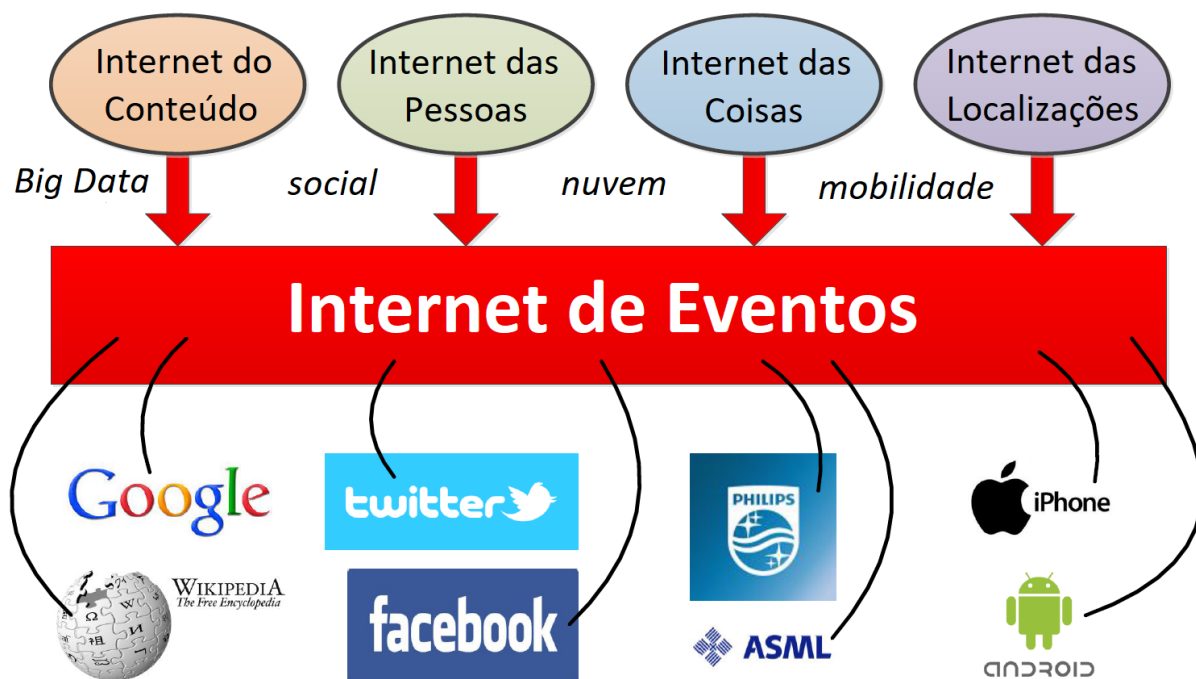 Internet do
Conteúdo
Internet das
Pessoas
Internet das
Coisas
Internet das
Localizações
Big Data
social
nuvem
mobilidade
Internet de Eventos
Google
twitter
PHILIPS
iPhone
WIKIPEDIA
The Free Encyclopedia
facebook
ASML
ANDROID